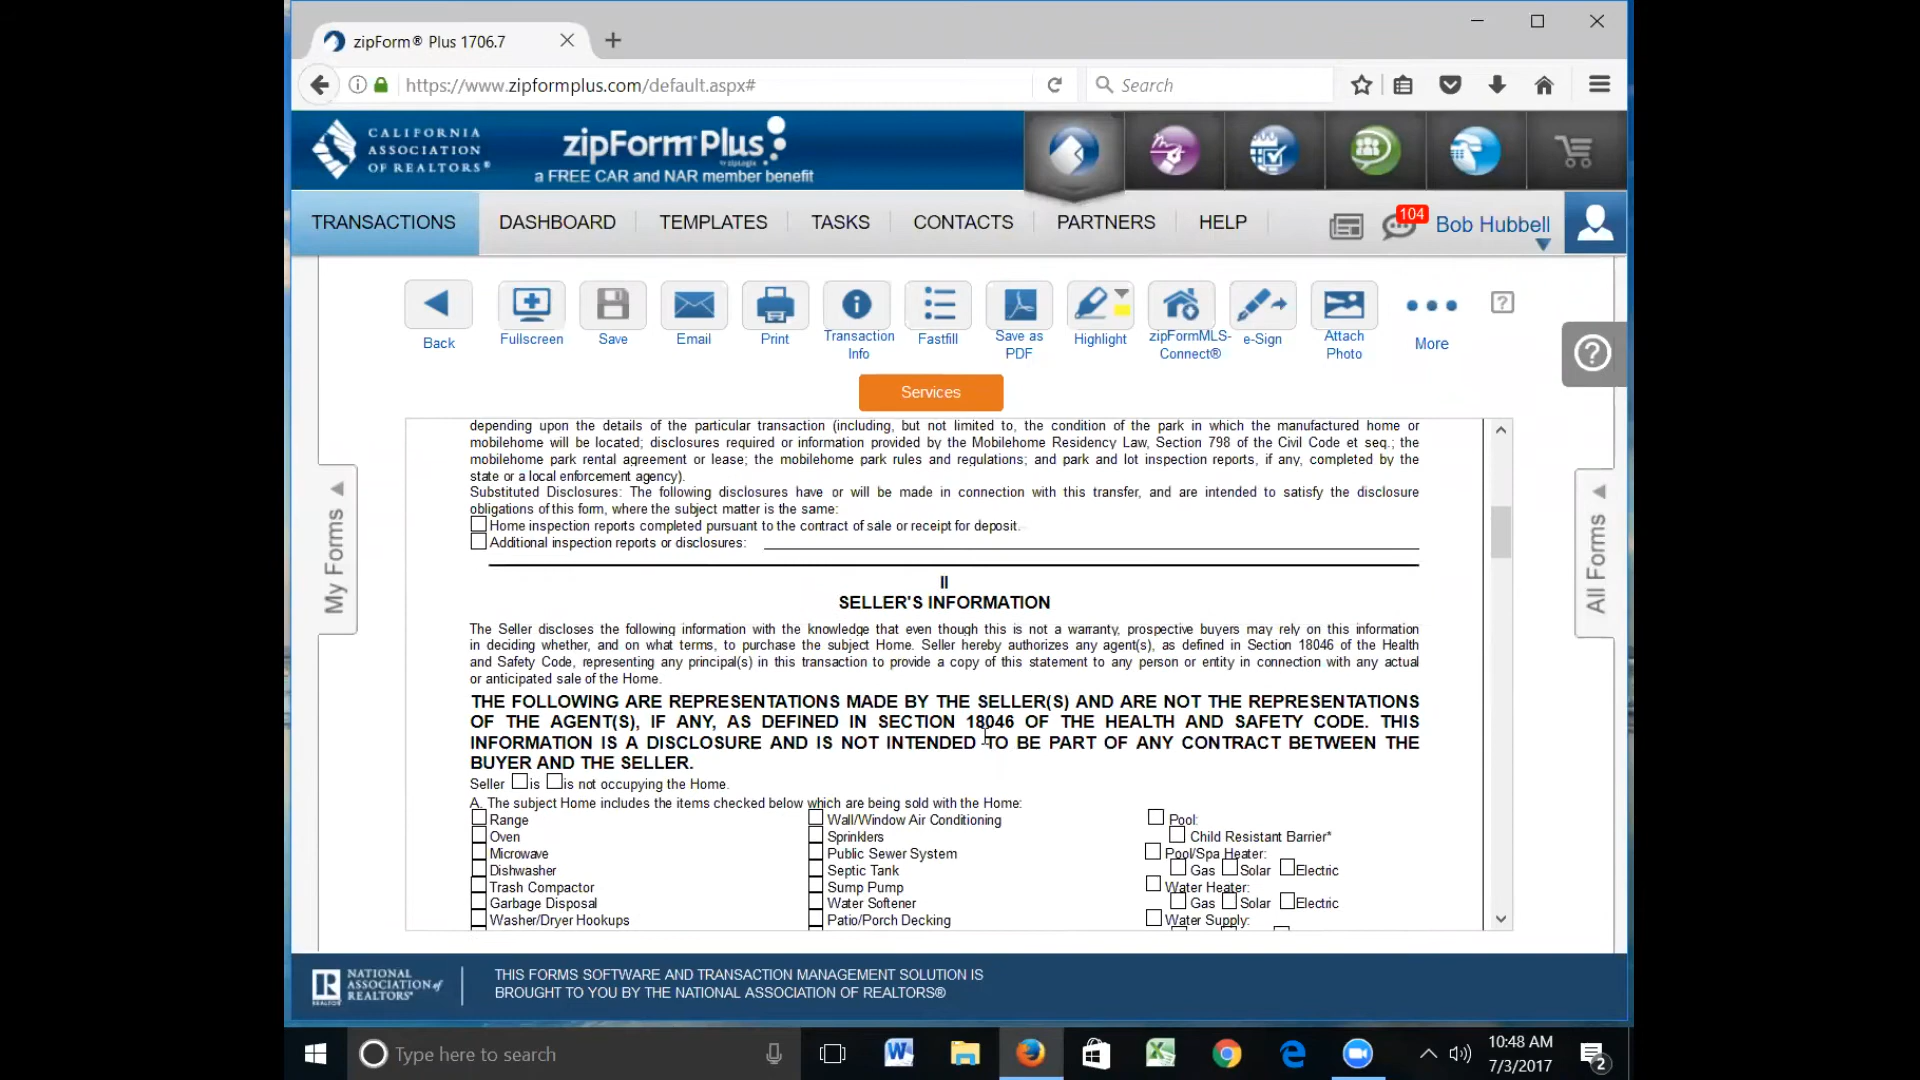 zipForm® Plus 1706.7
https://www.zipformplus.com/default.aspx#
Search
CALIFORNIA
ASSOCIATION
OF REALTORS®
zipForm Plus
by zipLogix
a FREE CAR and NAR member benefit
TRANSACTIONS
DASHBOARD
TEMPLATES
TASKS
CONTACTS
PARTNERS
HELP
104
Bob Hubbell
Back
Fullscreen
Save
Email
Print
Transaction
Info
Fastfill
Save as
PDF
Highlight
zipFormMLS-
Connect®
e-Sign
Attach
Photo
More
Services
My Forms
All Forms
depending upon the details of the particular transaction (including, but not limited to, the condition of the park in which the manufactured home or
mobilehome will be located; disclosures required or information provided by the Mobilehome Residency Law, Section 798 of the Civil Code et seq.; the
mobilehome park rental agreement or lease; the mobilehome park rules and regulations; and park and lot inspection reports, if any, completed by the
state or a local enforcement agency).
Substituted Disclosures: The following disclosures have or will be made in connection with this transfer, and are intended to satisfy the disclosure
obligations of this form, where the subject matter is the same:
Home inspection reports completed pursuant to the contract of sale or receipt for deposit.
Additional inspection reports or disclosures:
II
SELLER'S INFORMATION
The Seller discloses the following information with the knowledge that even though this is not a warranty, prospective buyers may rely on this information
in deciding whether, and on what terms, to purchase the subject Home. Seller hereby authorizes any agent(s), as defined in Section 18046 of the Health
and Safety Code, representing any principal(s) in this transaction to provide a copy of this statement to any person or entity in connection with any actual
or anticipated sale of the Home.
THE FOLLOWING ARE REPRESENTATIONS MADE BY THE SELLER(S) AND ARE NOT THE REPRESENTATIONS
OF THE AGENT(S), IF ANY, AS DEFINED IN SECTION 18046 OF THE HEALTH AND SAFETY CODE. THIS
INFORMATION IS A DISCLOSURE AND IS NOT INTENDED TO BE PART OF ANY CONTRACT BETWEEN THE
BUYER AND THE SELLER.
Seller is is not occupying the Home.
A. The subject Home includes the items checked below which are being sold with the Home:
Range
Oven
Microwave
Dishwasher
Trash Compactor
Garbage Disposal
Washer/Dryer Hookups
Wall/Window Air Conditioning
Sprinklers
Public Sewer System
Septic Tank
Sump Pump
Water Softener
Patio/Porch Decking
Pool:
Child Resistant Barrier*
Pool/Spa Heater:
Gas Solar Electric
Water Heater:
Gas Solar Electric
Water Supply:
NATIONAL
ASSOCIATION of
REALTORS®
REALTOR®
THIS FORMS SOFTWARE AND TRANSACTION MANAGEMENT SOLUTION IS
BROUGHT TO YOU BY THE NATIONAL ASSOCIATION OF REALTORS®
Type here to search
10:48 AM
7/3/2017
2